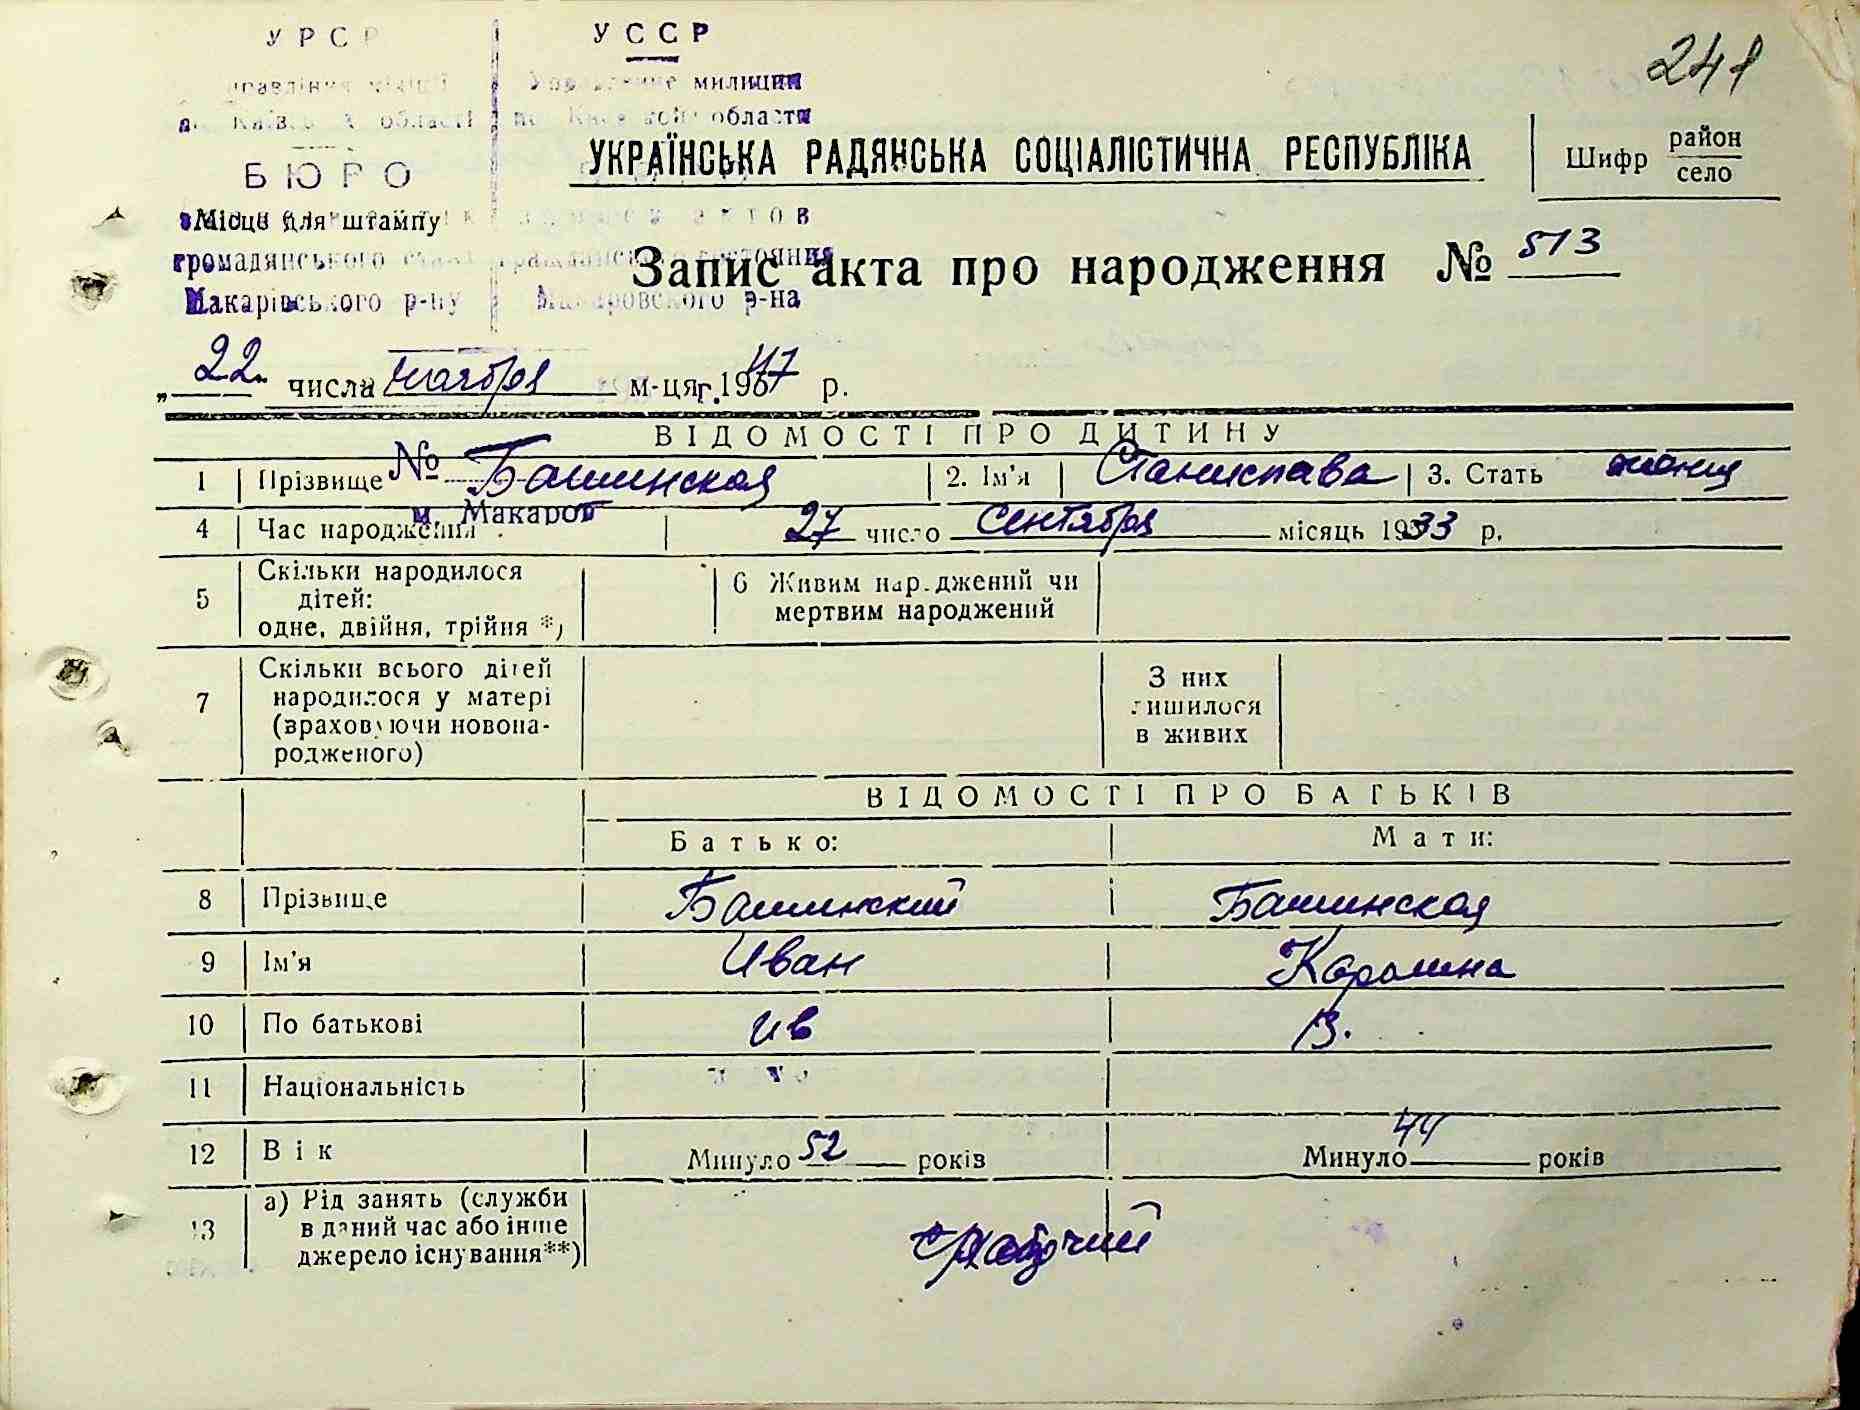 241
УРСР УССР
Управление милиции
по Киевской области
БЮРО
УКРАЇНСЬКА РАДЯНСЬКА СОЦІАЛІСТИЧНА РЕСПУБЛІКА
Шифр район
село
Місце для штампу
громадянського гражданского состояния
Макарівського р-ну Макаровского р-на
Запис акта про народження № 513
„22" числа ноября м-ця г. 1947 р.
ВІДОМОСТІ ПРО ДИТИНУ
№
м. Макаров
1 Прізвище Башинская 2. Ім'я Станислава 3. Стать женщ
4 Час народження 27 число Сентября місяць 1933 р.
5 Скільки народилося
дітей:
одне, двійня, трійня *)
6 Живим народжений чи
мертвим народжений
7 Скільки всього дітей
народилося у матері
(враховуючи новона-
родженого)
З них
лишилося
в живих
ВІДОМОСТІ ПРО БАТЬКІВ
Батько: Мати:
8 Прізвище Башинский Башинская
9 Ім'я Иван
10 По батькові Ив В.
11 Національність
12 Вік Минуло 52 років Минуло 44 років
13 а) Рід занять (служби
в даний час або інше
джерело існування**)
рабочий